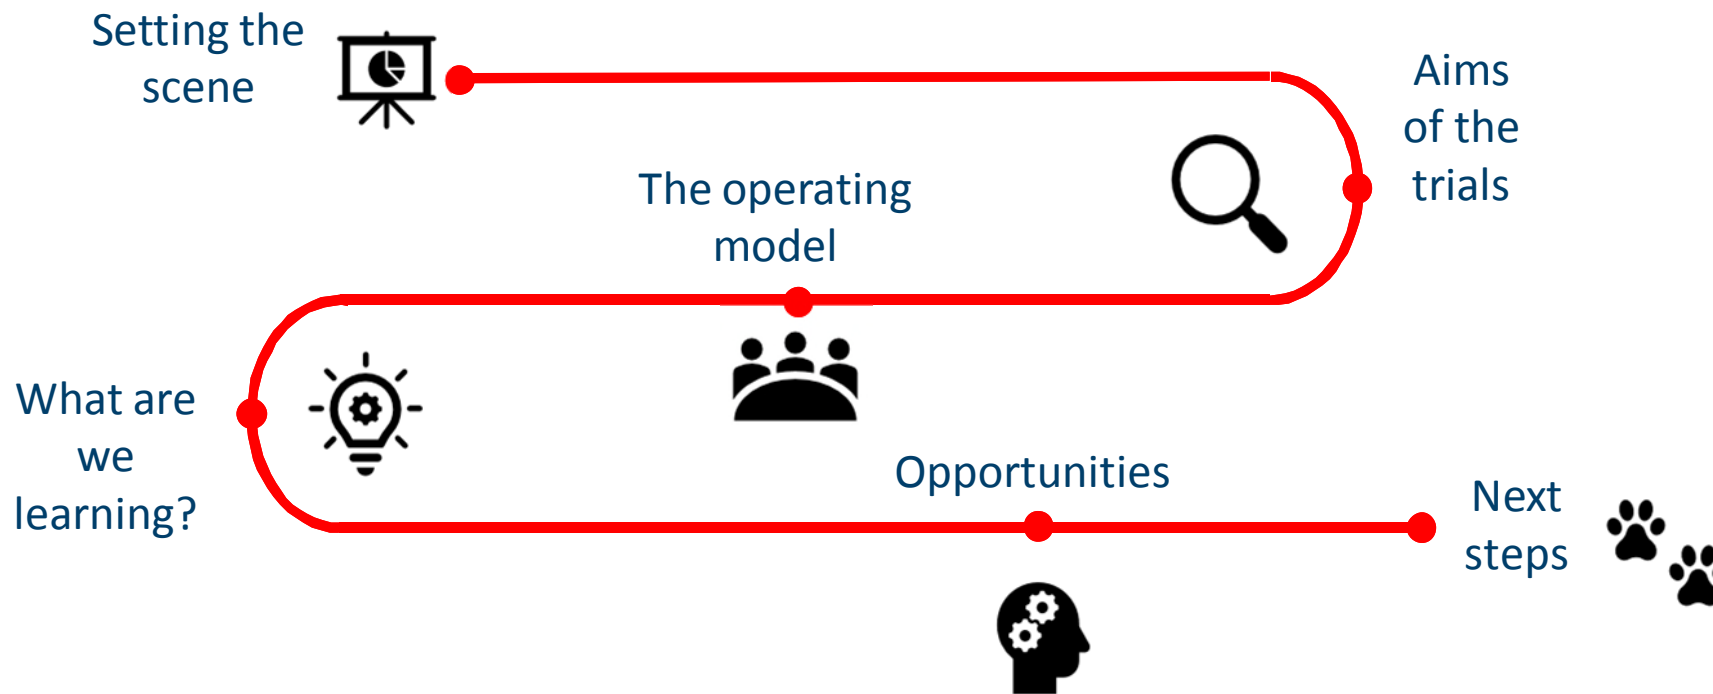 Setting the
scene
Aims
of the
trials
The operating
model
What are
we
learning?
Opportunities
Next
steps